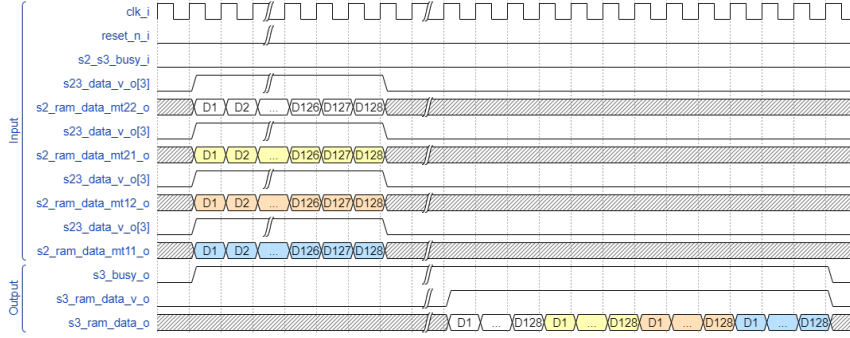 clk_i
reset_n_i
s2_s3_busy_i
s23_data_v_o[3]
s2_ram_data_mt22_o D1 D2 ... D126 D127 D128
s23_data_v_o[3]
s2_ram_data_mt21_o D1 D2 ... D126 D127 D128
s23_data_v_o[3]
s2_ram_data_mt12_o D1 D2 ... D126 D127 D128
s23_data_v_o[3]
s2_ram_data_mt11_o D1 D2 ... D126 D127 D128
Input
s3_busy_o
s3_ram_data_v_o
s3_ram_data_o D1 ... D128 D1 ... D128 D1 ... D128 D1 ... D128
Output